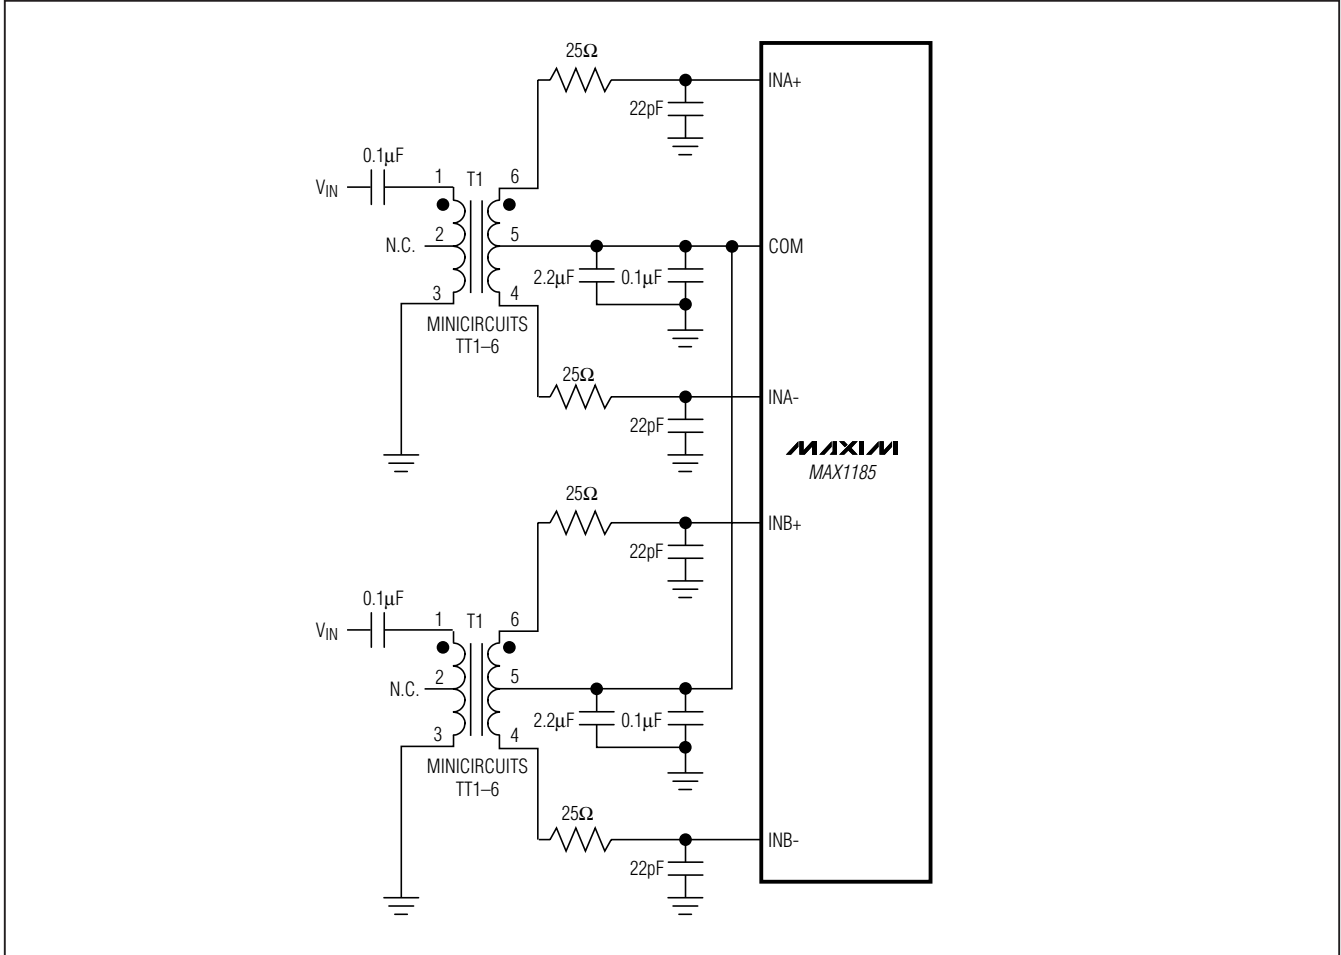 25Ω
INA+
22pF
0.1μF
VIN
1
T1
6
N.C.
2
5
COM
2.2μF
0.1μF
3
4
MINICIRCUITS
TT1–6
25Ω
INA-
22pF
MAXIM
MAX1185
25Ω
INB+
22pF
0.1μF
VIN
1
T1
6
N.C.
2
5
2.2μF
0.1μF
3
4
MINICIRCUITS
TT1–6
25Ω
INB-
22pF